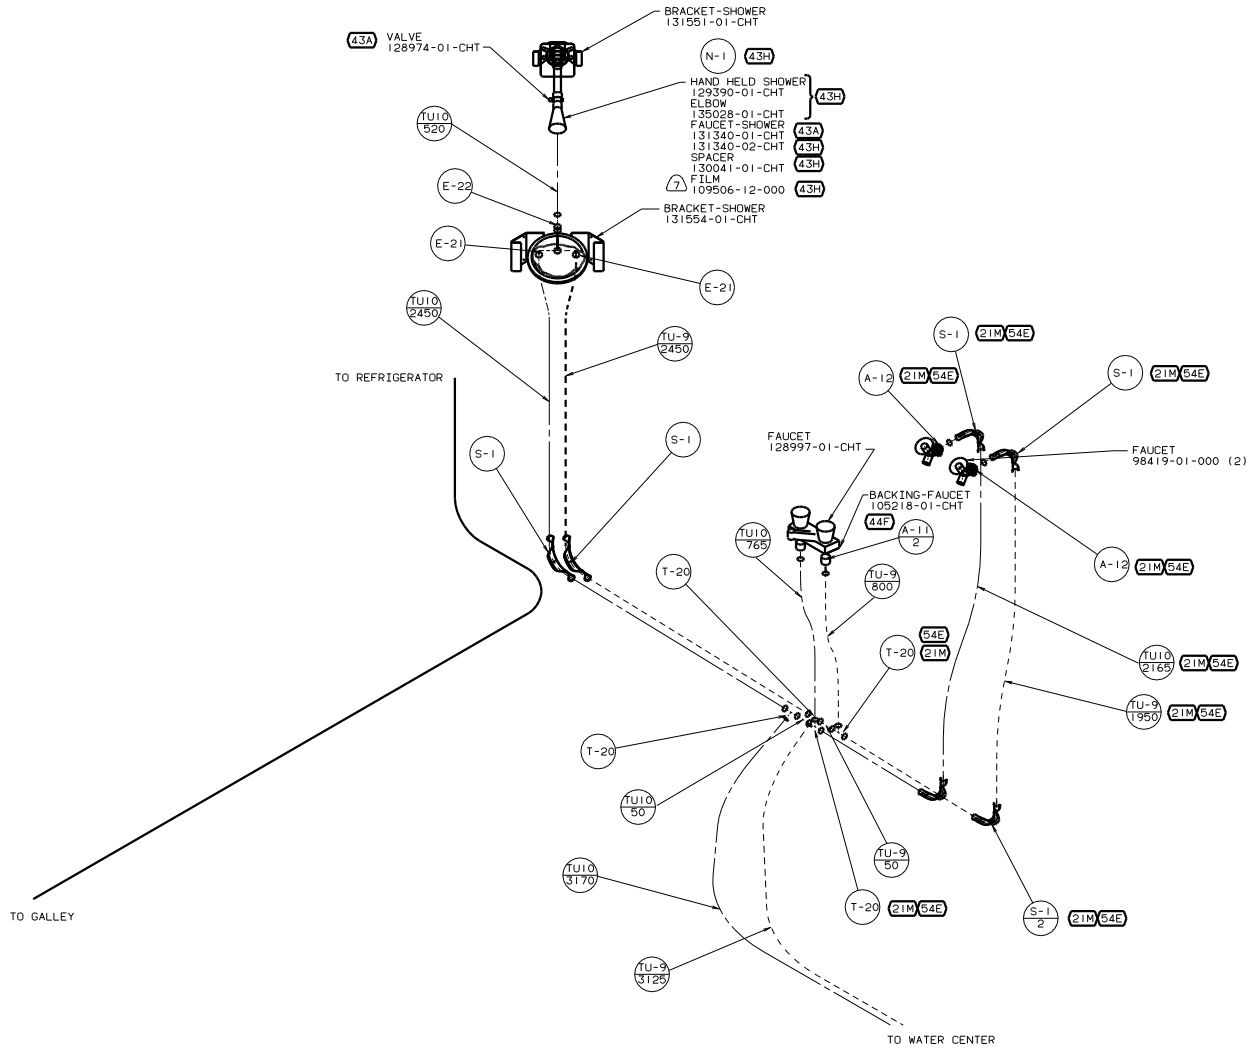 BRACKET-SHOWER
131551-01-CHT
43A
VALVE
128974-01-CHT
N-1
43H
HAND HELD SHOWER
129390-01-CHT
ELBOW
135028-01-CHT
43H
FAUCET-SHOWER
131340-01-CHT
43A
131340-02-CHT
43H
SPACER
130041-01-CHT
43H
7
FILM
109506-12-000
43H
TU10
520
E-22
BRACKET-SHOWER
131554-01-CHT
E-21
E-21
TU10
2450
TU-9
2450
TO REFRIGERATOR
S-1
21M
54E
A-12
21M
54E
S-1
21M
54E
FAUCET
128997-01-CHT
FAUCET
98419-01-000 (2)
S-1
S-1
BACKING-FAUCET
105218-01-CHT
44F
A-11
2
TU10
765
T-20
TU-9
800
A-12
21M
54E
54E
T-20
21M
TU10
2165
21M
54E
TU-9
1950
21M
54E
T-20
TU10
50
TU-9
50
TU10
3170
T-20
21M
54E
S-1
2
21M
54E
TO GALLEY
TU-9
3125
TO WATER CENTER